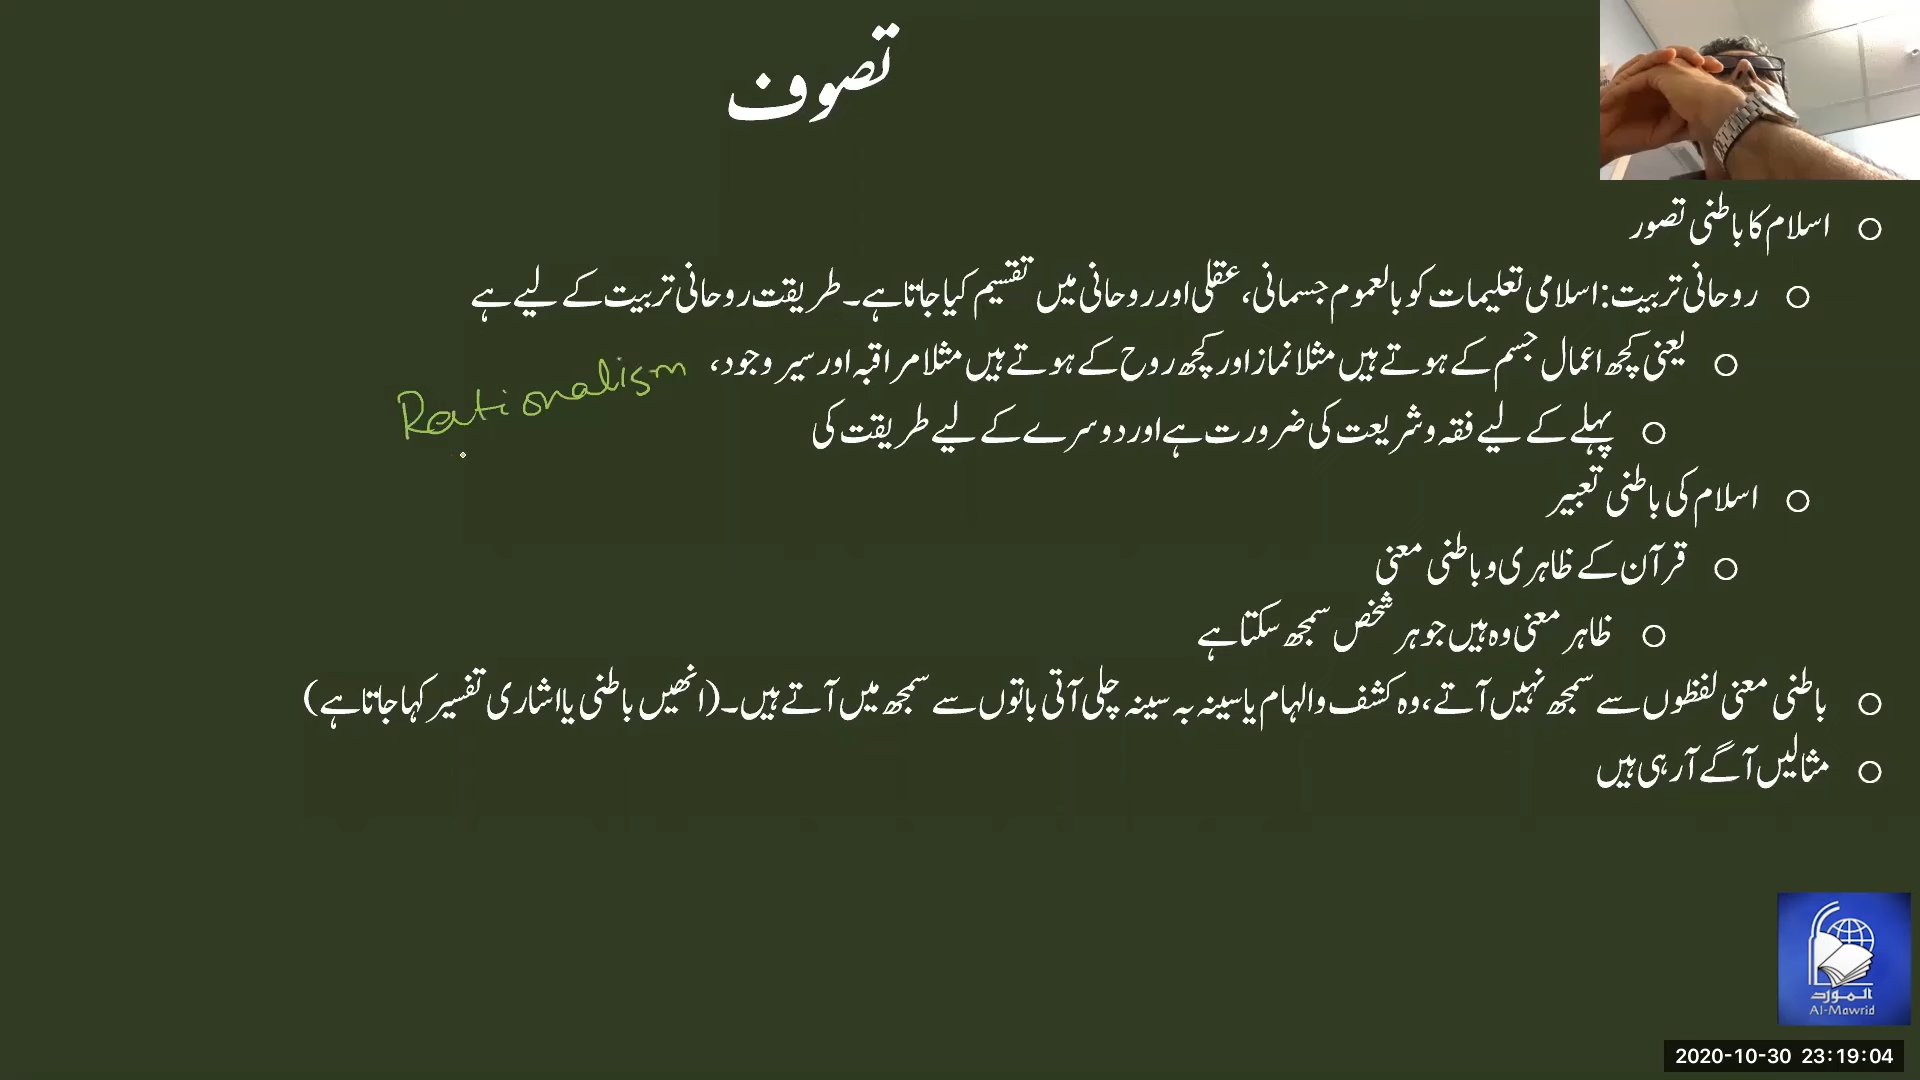 تصوف
اسلام کا باطنی تصور
روحانی تربیت: اسلامی تعلیمات کو بالعموم جسمانی، عقلی اور روحانی میں تقسیم کیا جاتا ہے۔ طریقت روحانی تربیت کے لیے ہے
یعنی کچھ اعمال جسم کے ہوتے ہیں مثلا نماز اور کچھ روح کے ہوتے ہیں مثلا مراقبہ اور سیر وجود،
Rationalism
پہلے کے لیے فقہ و شریعت کی ضرورت ہے اور دوسرے کے لیے طریقت کی
اسلام کی باطنی تعبیر
قرآن کے ظاہری و باطنی معنی
ظاہر معنی وہ ہیں جو ہر شخص سمجھ سکتا ہے
باطنی معنی لفظوں سے سمجھ نہیں آتے، وہ کشف و الہام یا سینہ بہ سینہ چلی آتی باتوں سے سمجھ میں آتے ہیں۔ (انھیں باطنی یا اشاری تفسیر کہا جاتا ہے)
مثالیں آگے آرہی ہیں
المورد
Al-Mawrid
2020-10-30 23:19:04